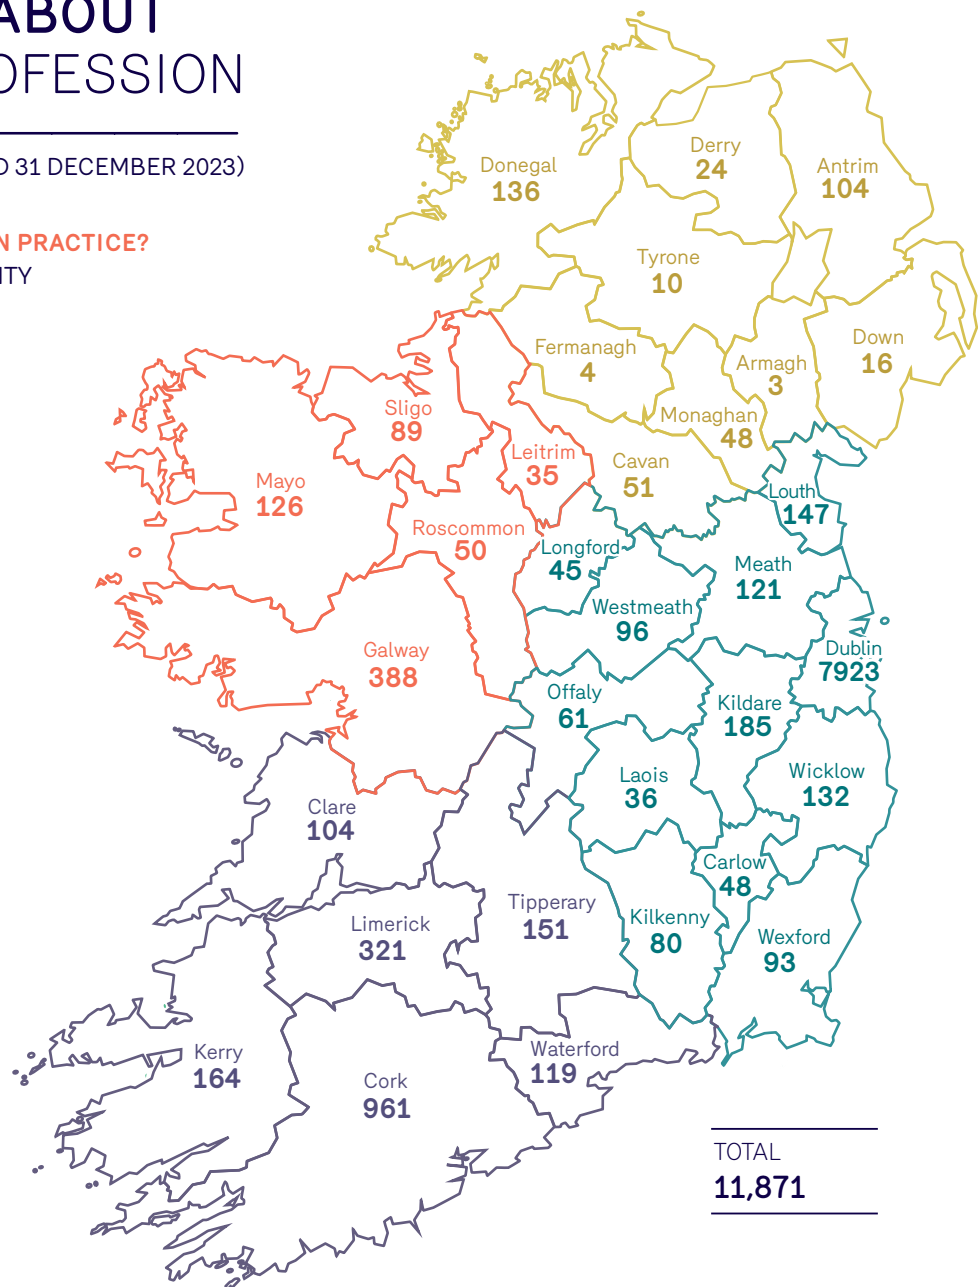 ABOUT
OFESSION
D 31 DECEMBER 2023)
N PRACTICE?
ITY
Donegal
136
Derry
24
Antrim
104
Tyrone
10
Fermanagh
4
Armagh
3
Down
16
Monaghan
48
Cavan
51
Sligo
89
Leitrim
35
Mayo
126
Roscommon
50
Galway
388
Louth
147
Longford
45
Meath
121
Westmeath
96
Dublin
7923
Offaly
61
Kildare
185
Laois
36
Wicklow
132
Carlow
48
Kilkenny
80
Wexford
93
Clare
104
Limerick
321
Tipperary
151
Kerry
164
Cork
961
Waterford
119
TOTAL
11,871